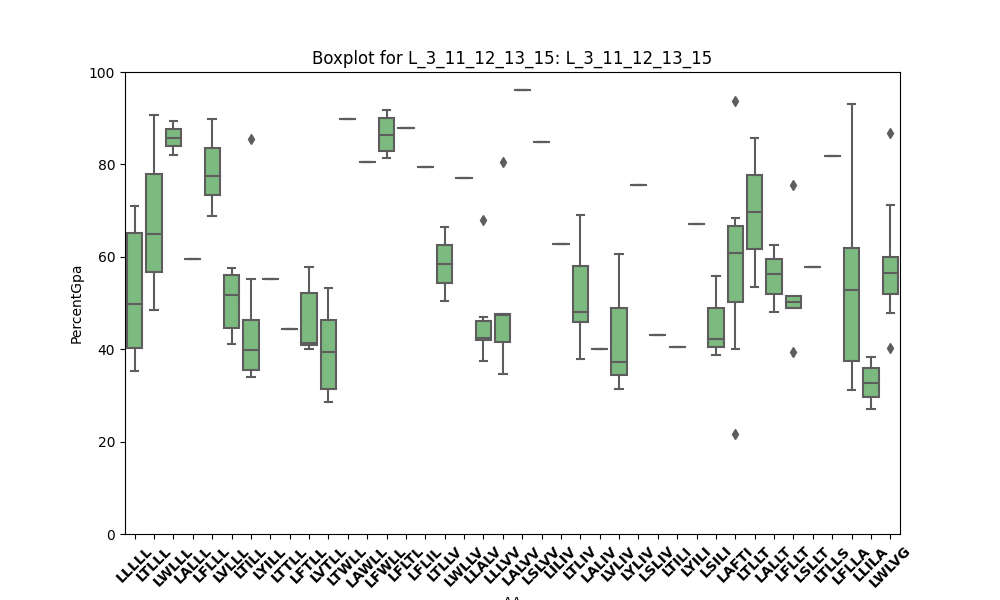 Boxplot for L_3_11_12_13_15: L_3_11_12_13_15
100
80
60
40
20
0
PercentGpa
LLLLL LTLLL LWLLL LALLL LFLLL LVLLL LTILL LYILL LTTLL LFTLL LVTLL LTWLL LAWLL LFWLL LFLTL LFLIL LTLLV LWLLV LLALV LLLVV LALVV LSLVV LILIV LTLIV LALIV LVLIV LYLIV LSLIV LTILI LYILI LSILI LAFTI LTLLT LALLT LFLLT LSLLT LTLLS LFLLA LLILA LWLVG